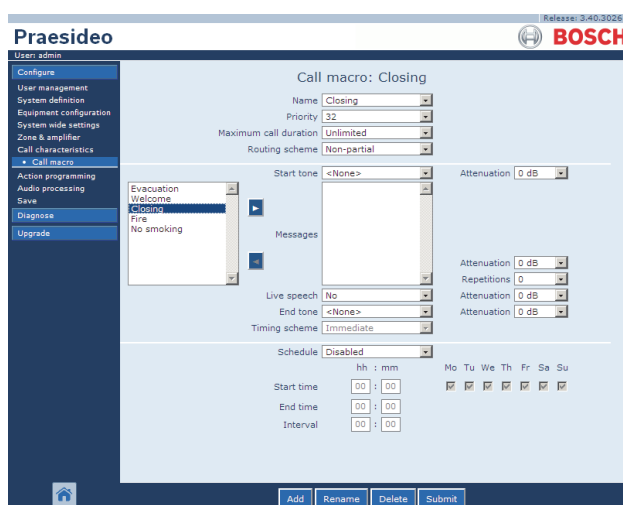 Release: 3.40.3026
Praesideo
BOSCH
User: admin
Configure
User management
System definition
Equipment configuration
System wide settings
Zone & amplifier
Call characteristics
• Call macro
Action programming
Audio processing
Save
Diagnose
Upgrade
Call macro: Closing
Name Closing
Priority 32
Maximum call duration Unlimited
Routing scheme Non-partial
Start tone <None> Attenuation 0 dB
Evacuation
Welcome
Closing
Fire
No smoking
Messages
Attenuation 0 dB
Repetitions 0
Live speech No Attenuation 0 dB
End tone <None> Attenuation 0 dB
Timing scheme Immediate
Schedule Disabled
hh : mm Mo Tu We Th Fr Sa Su
Start time 00 : 00
End time 00 : 00
Interval 00 : 00
Add Rename Delete Submit